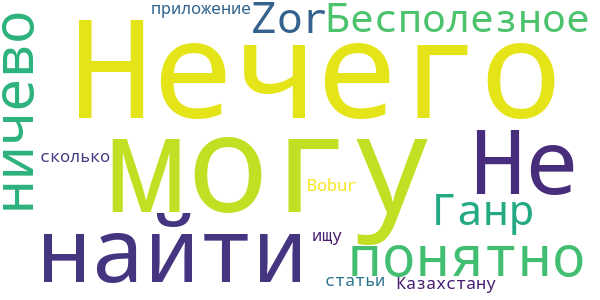 приложение
Zor Бесполезное
Нечего
ничево
могу Не
сколько
Bobur
Ганр
найти ищу
понятно
статьи Казахстану